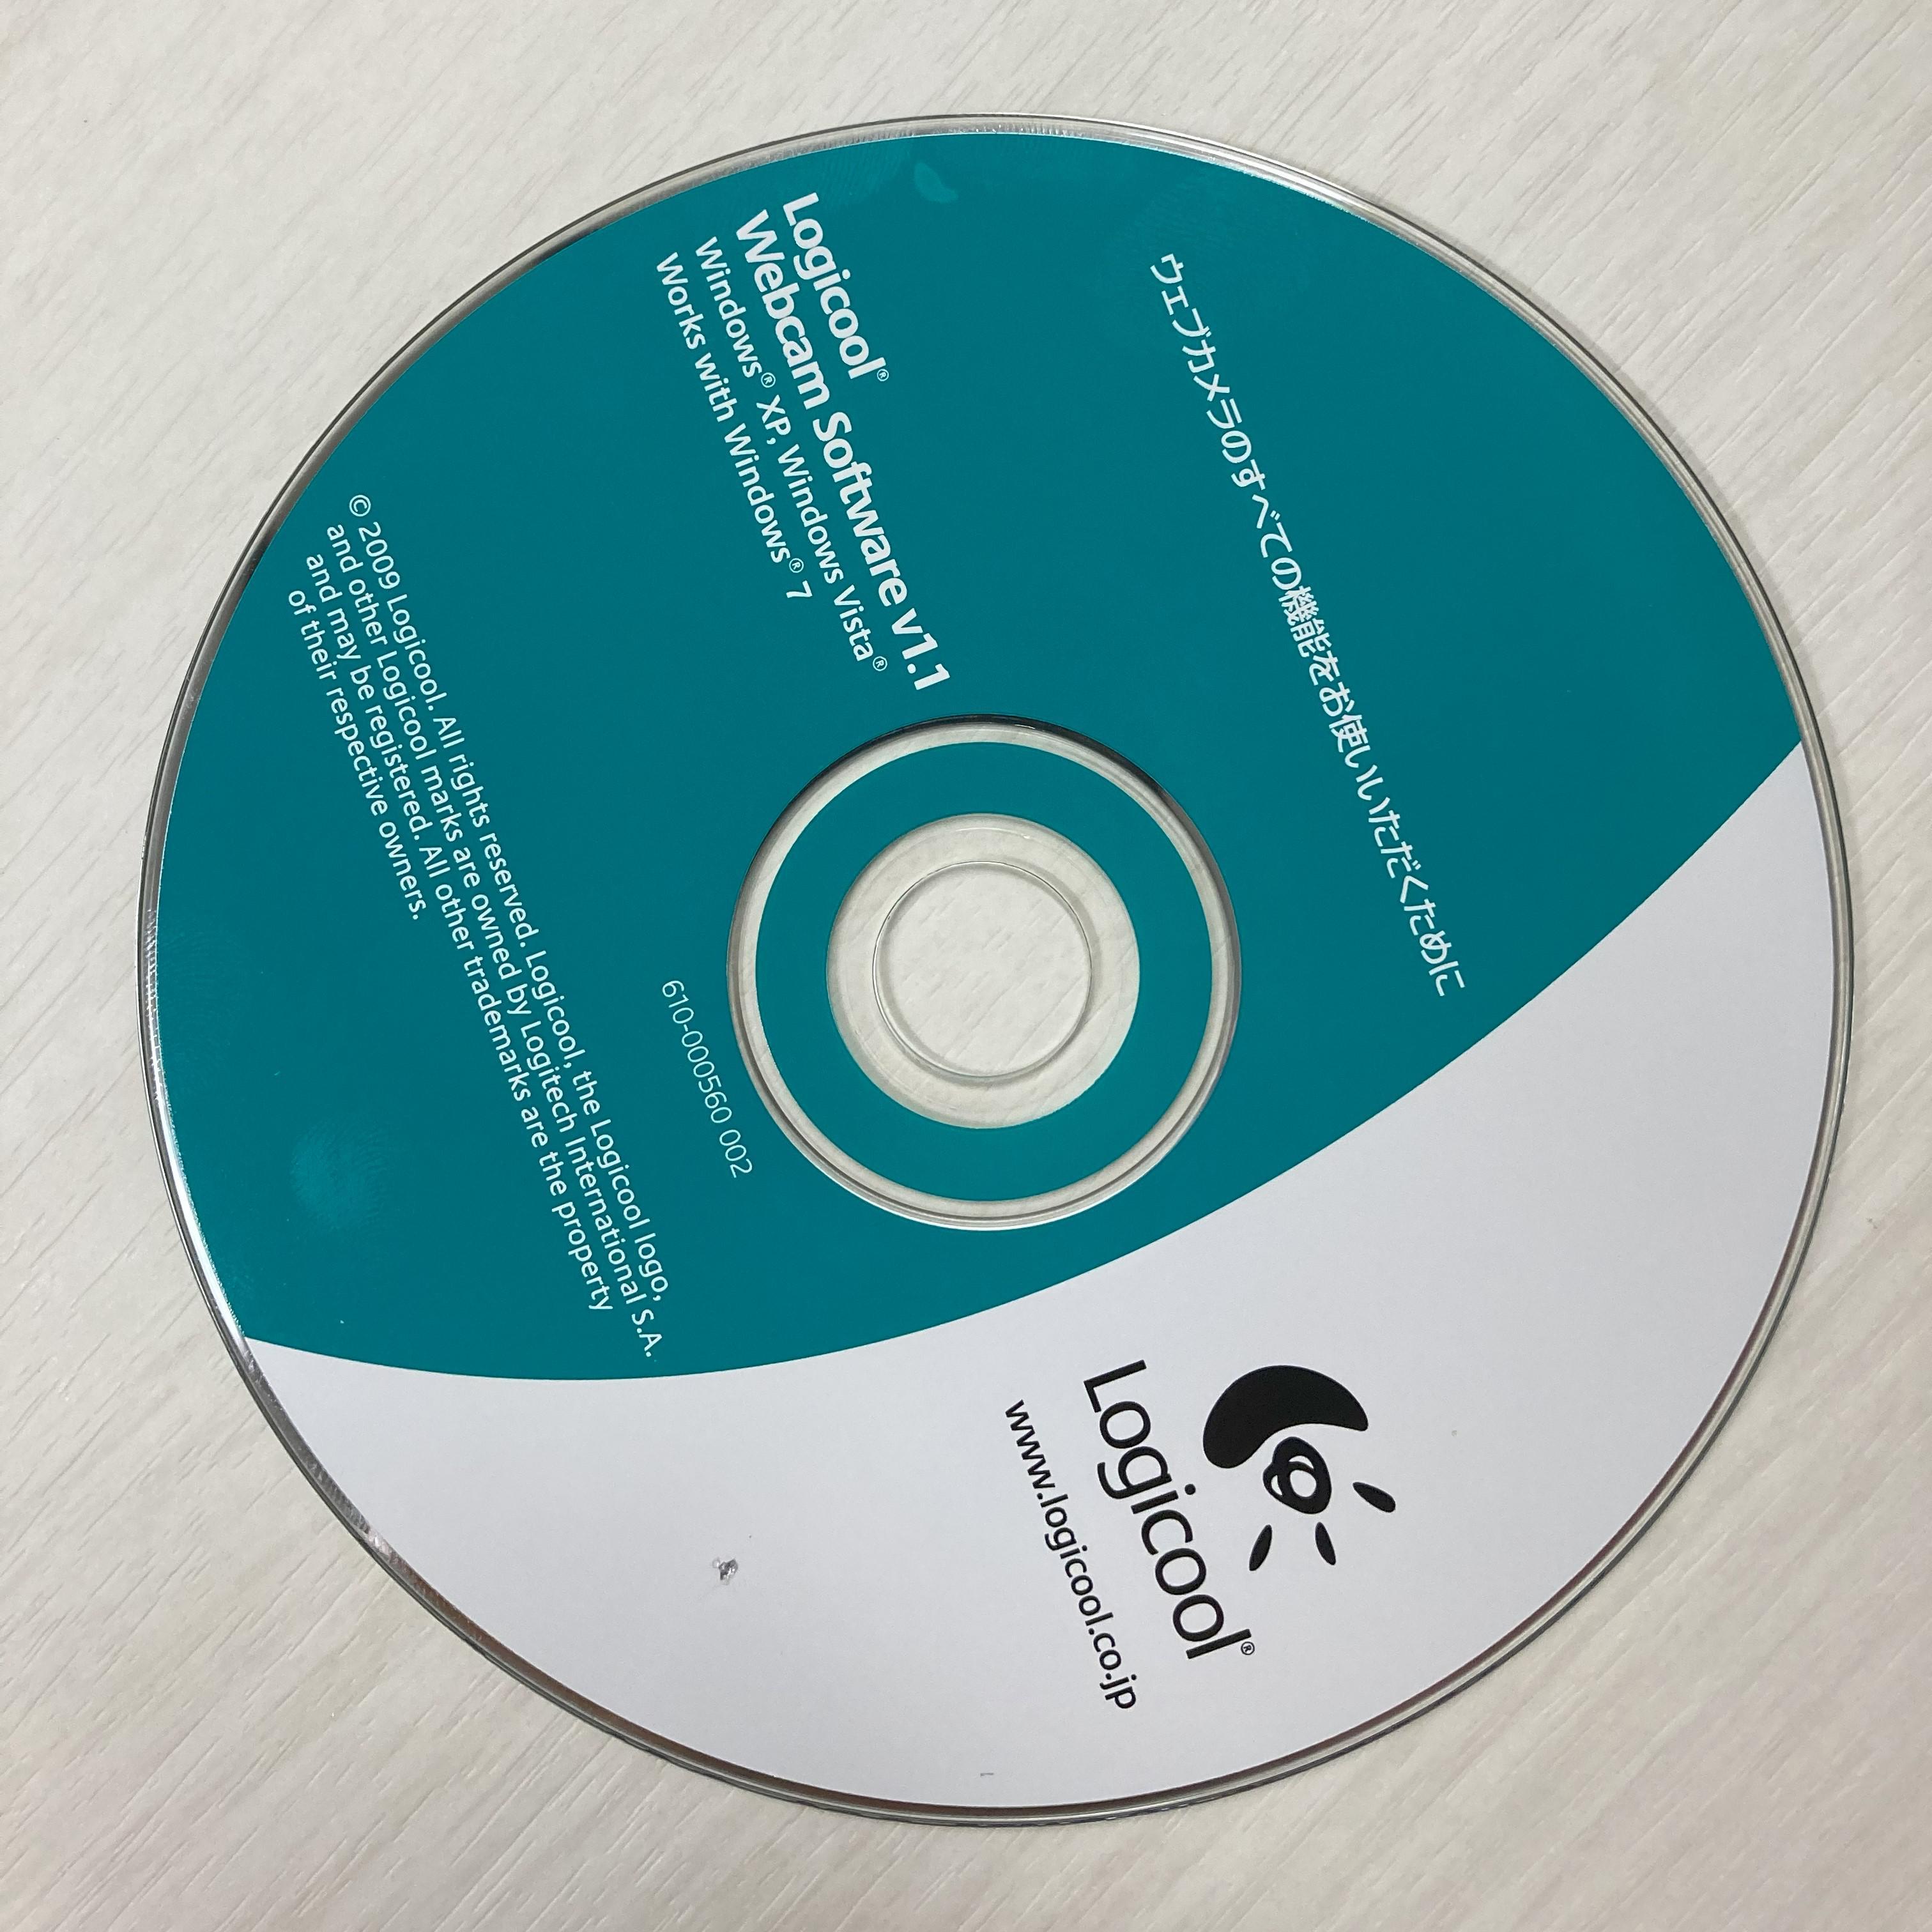 ウェブカメラのすべての機能をお使いいただくために
Logicool®
Webcam Software v1.1
Windows® XP, Windows Vista®
Works with Windows® 7
610-000560 002
© 2009 Logicool. All rights reserved. Logicool, the Logicool logo,
and other Logicool marks are owned by Logitech International S.A.
and may be registered. All other trademarks are the property
of their respective owners.
Logicool®
www.logicool.co.jp